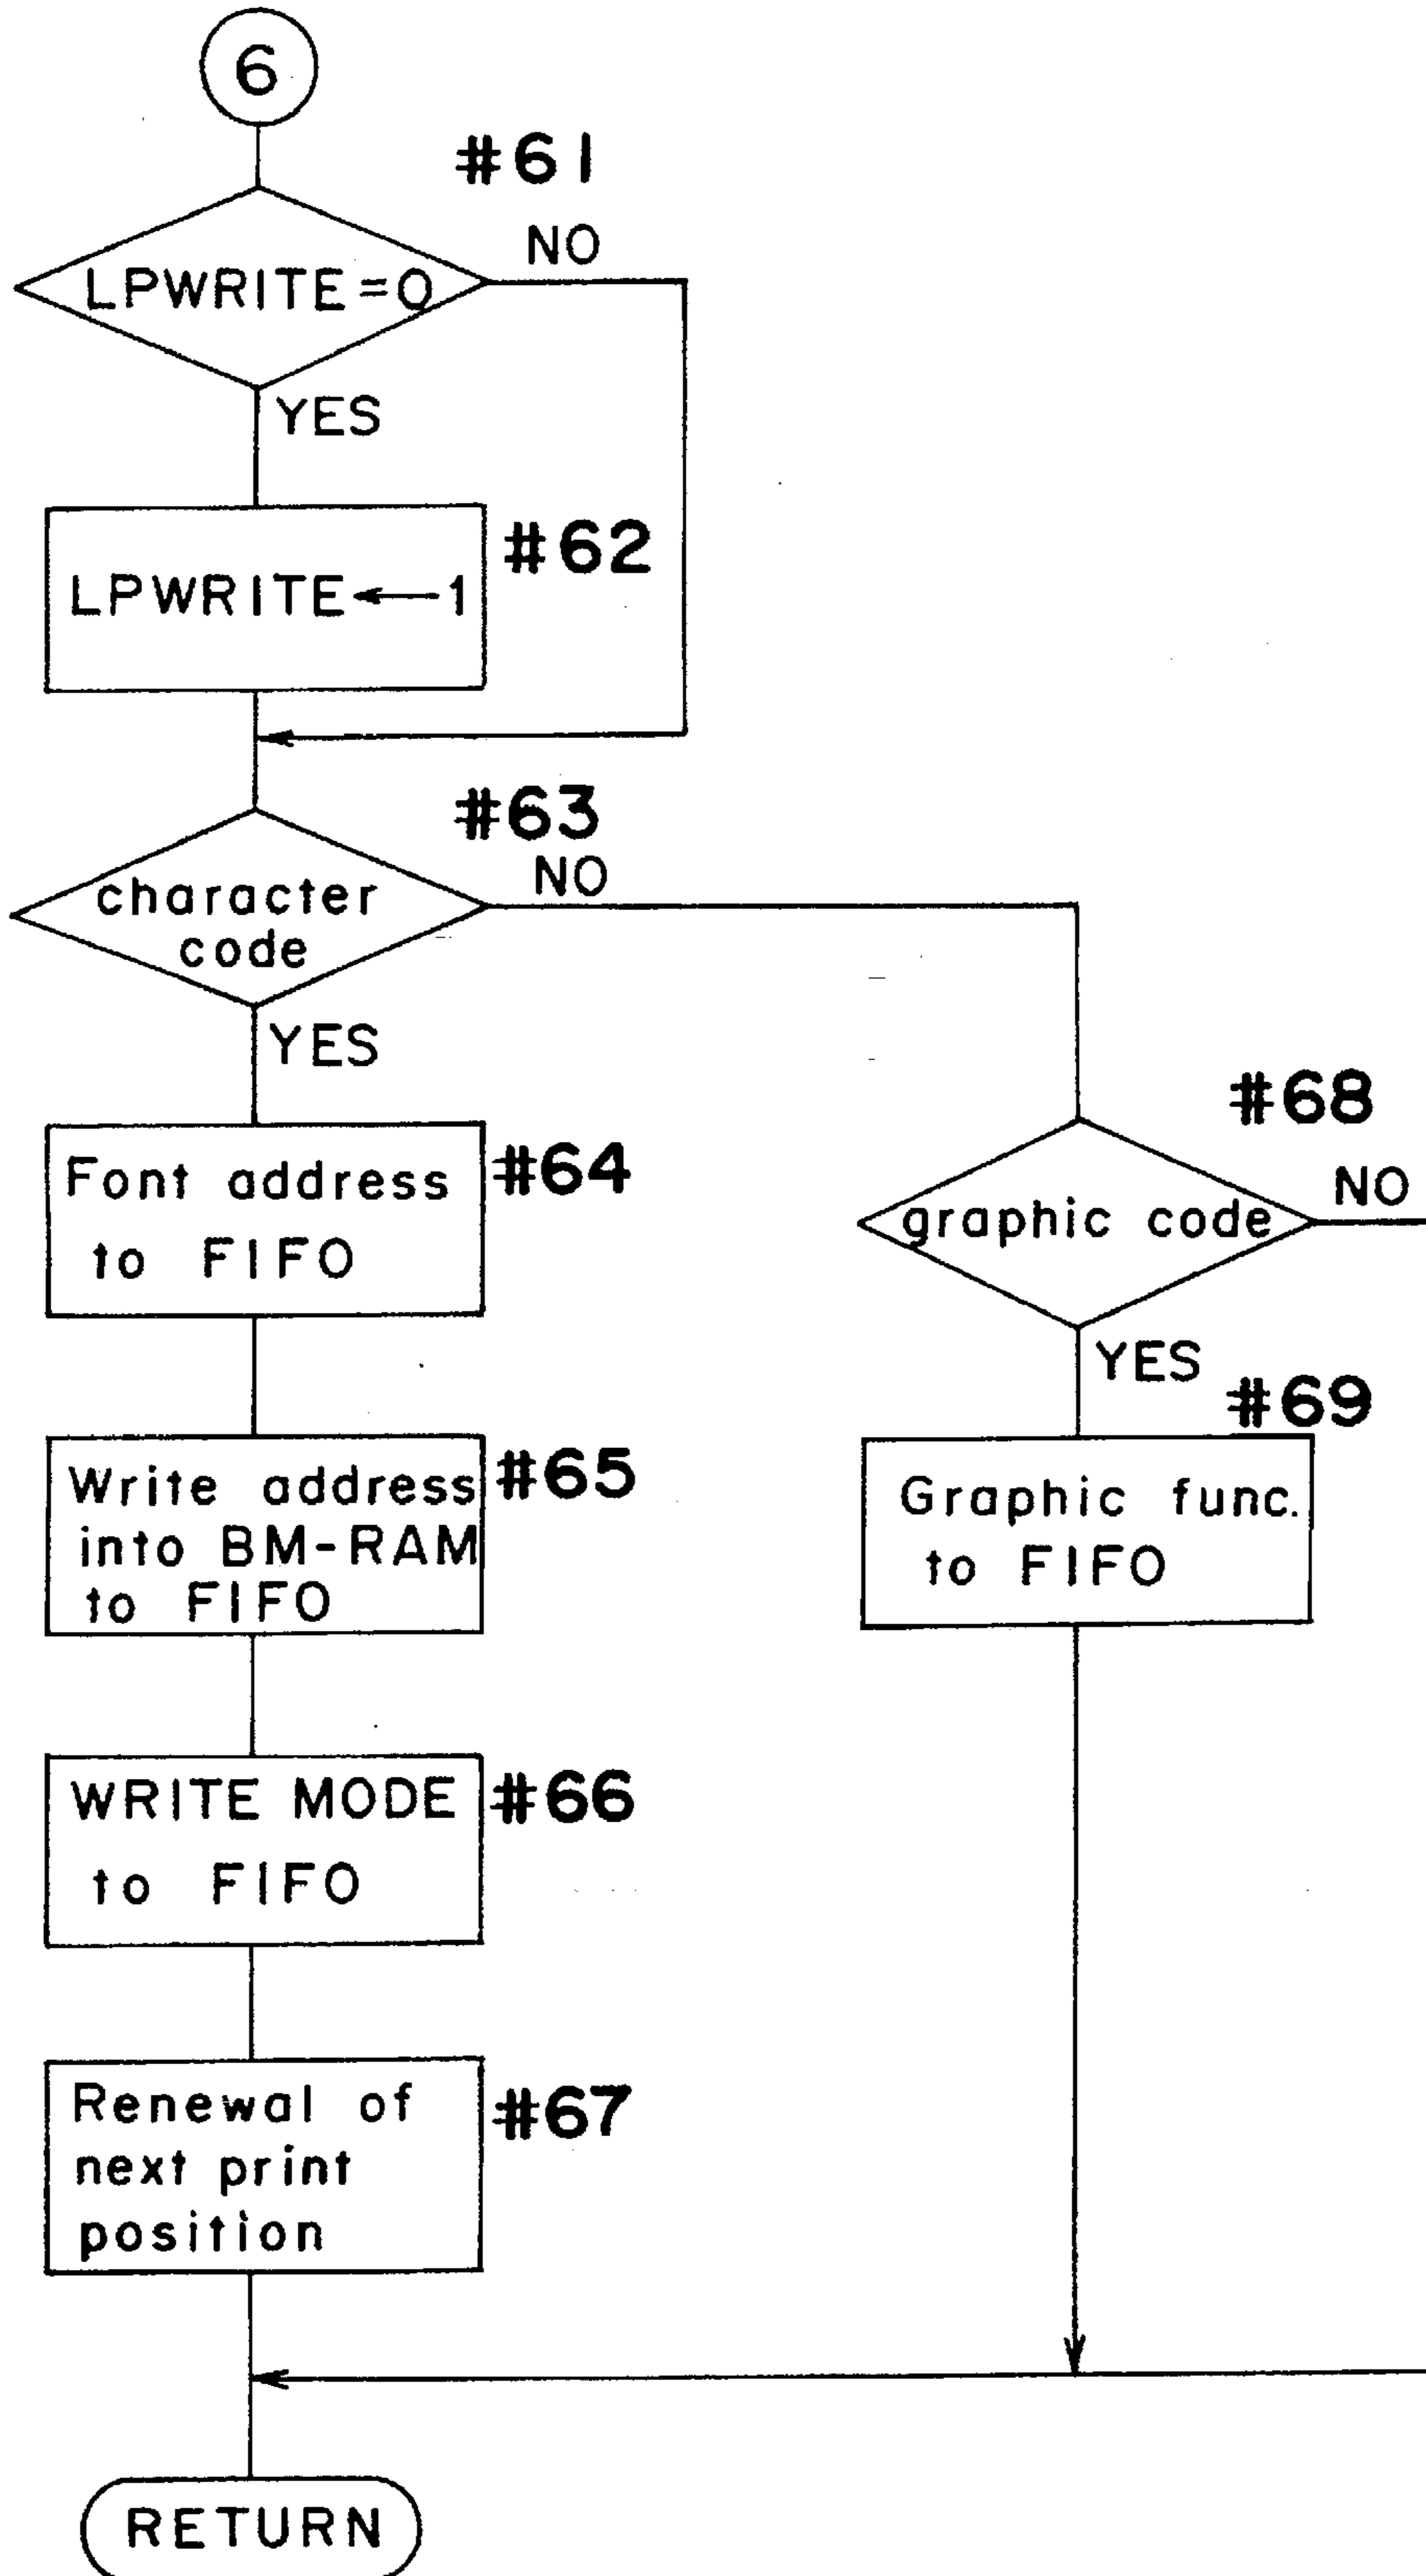 6
#61
NO
LPWRITE=0
YES
#62
LPWRITE←1
#63
NO
character
code
YES
#64
Font address
to FIFO
#65
Write address
into BM-RAM
to FIFO
#66
WRITE MODE
to FIFO
#67
Renewal of
next print
position
#68
NO
graphic code
YES
#69
Graphic func.
to FIFO
RETURN